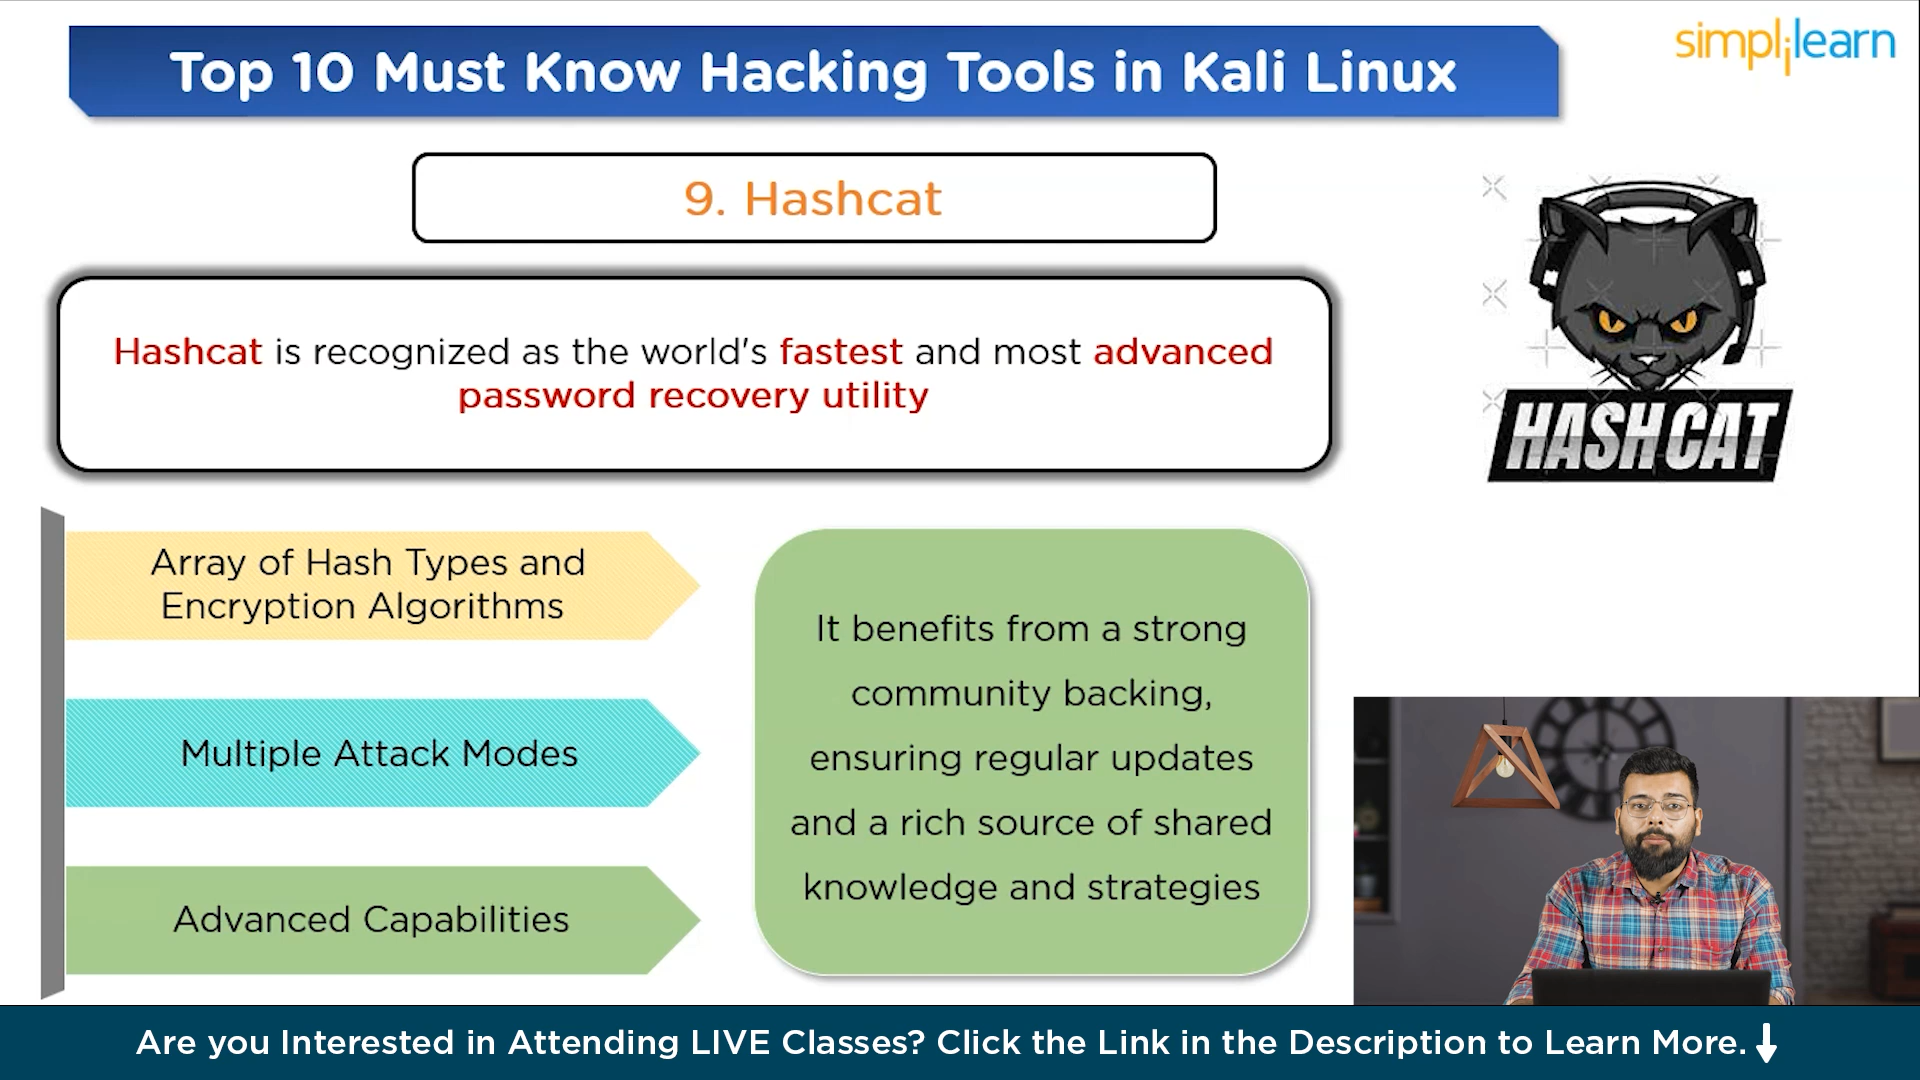 Top 10 Must Know Hacking Tools in Kali Linux
simplilearn
9. Hashcat
Hashcat is recognized as the world's fastest and most advanced
password recovery utility
HASHCAT
Array of Hash Types and
Encryption Algorithms
Multiple Attack Modes
Advanced Capabilities
It benefits from a strong
community backing,
ensuring regular updates
and a rich source of shared
knowledge and strategies
Are you Interested in Attending LIVE Classes? Click the Link in the Description to Learn More.